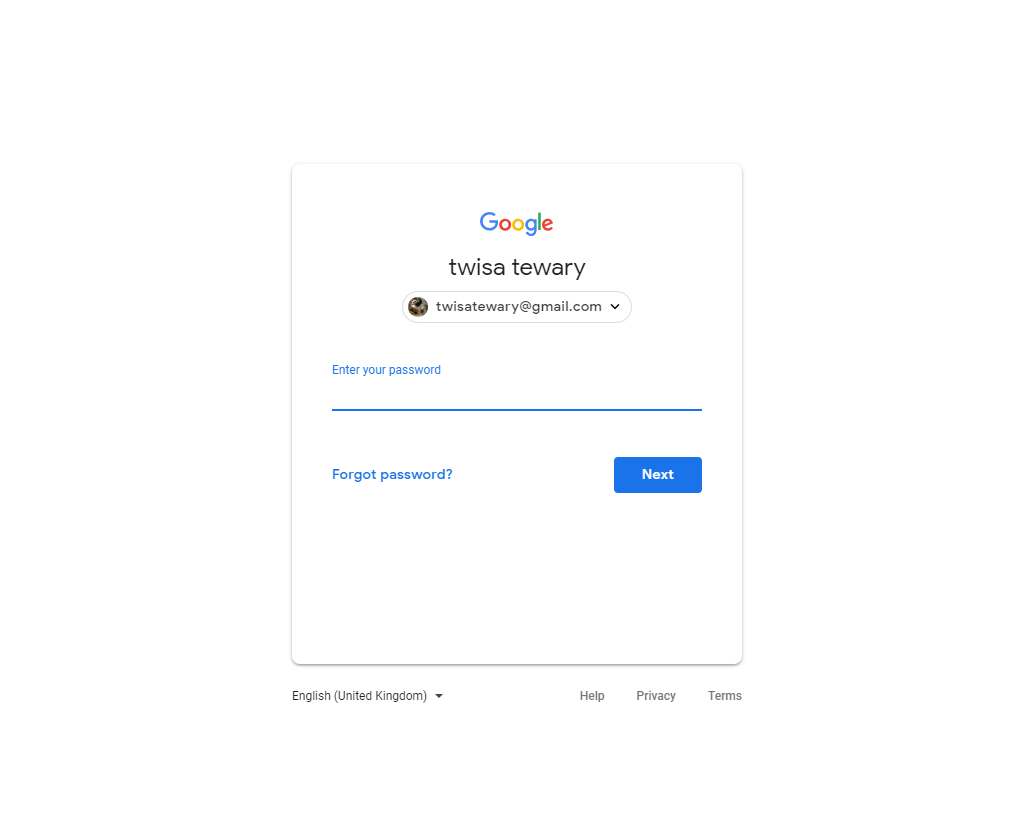 Google
twisa tewary
twisatewary@gmail.com
Enter your password
Forgot password?
Next
English (United Kingdom)
Help
Privacy
Terms